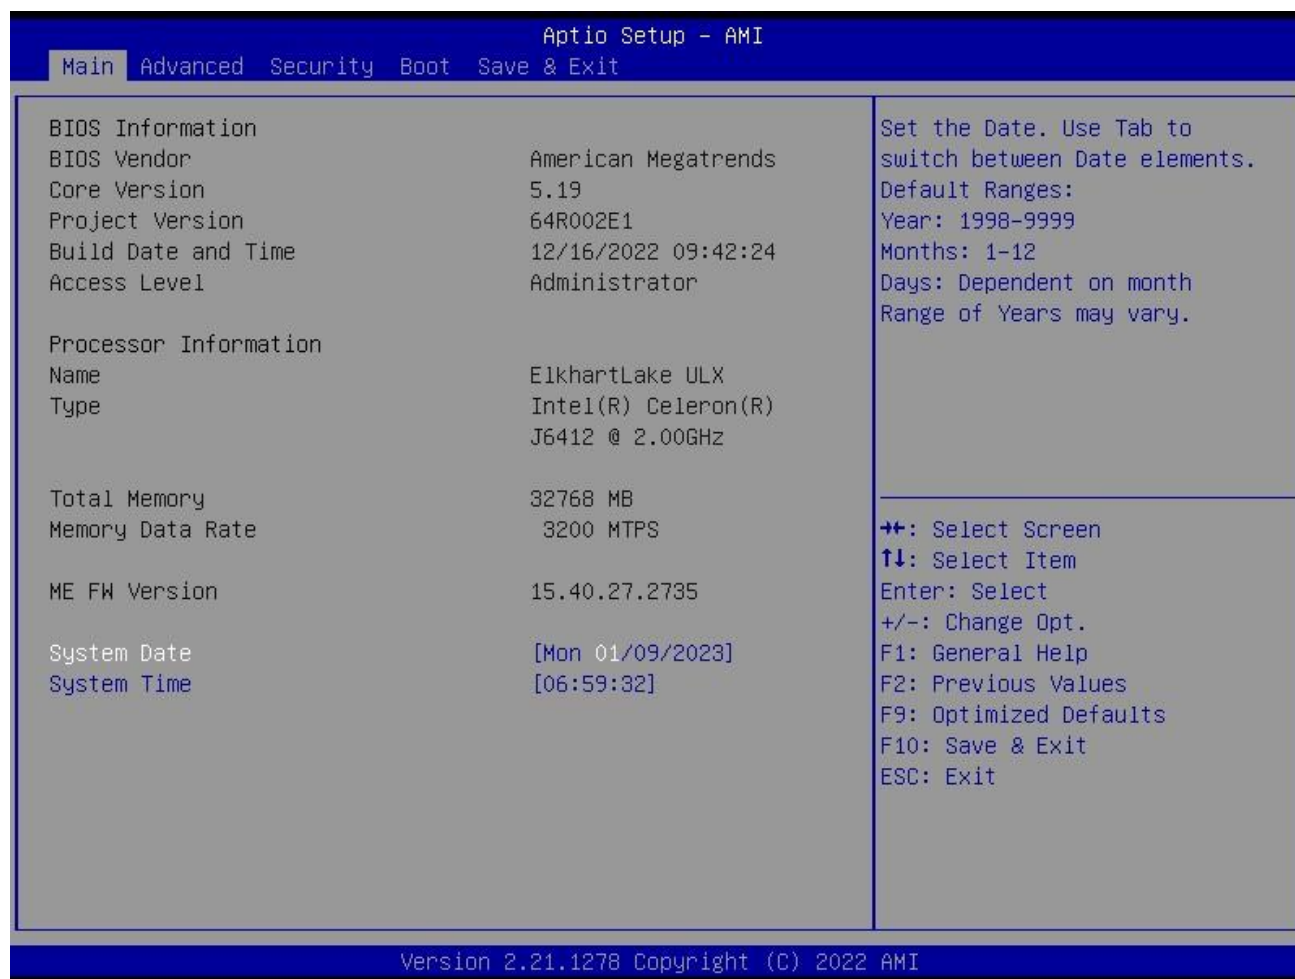 Aptio Setup – AMI
Main Advanced Security Boot Save & Exit
BIOS Information
BIOS Vendor American Megatrends
Core Version 5.19
Project Version 64R002E1
Build Date and Time 12/16/2022 09:42:24
Access Level Administrator
Processor Information
Name ElkhartLake ULX
Type Intel(R) Celeron(R)
J6412 @ 2.00GHz
Total Memory 32768 MB
Memory Data Rate 3200 MTPS
ME FW Version 15.40.27.2735
System Date [Mon 01/09/2023]
System Time [06:59:32]
Set the Date. Use Tab to
switch between Date elements.
Default Ranges:
Year: 1998-9999
Months: 1-12
Days: Dependent on month
Range of Years may vary.
→←: Select Screen
↑↓: Select Item
Enter: Select
+/-: Change Opt.
F1: General Help
F2: Previous Values
F9: Optimized Defaults
F10: Save & Exit
ESC: Exit
Version 2.21.1278 Copyright (C) 2022 AMI